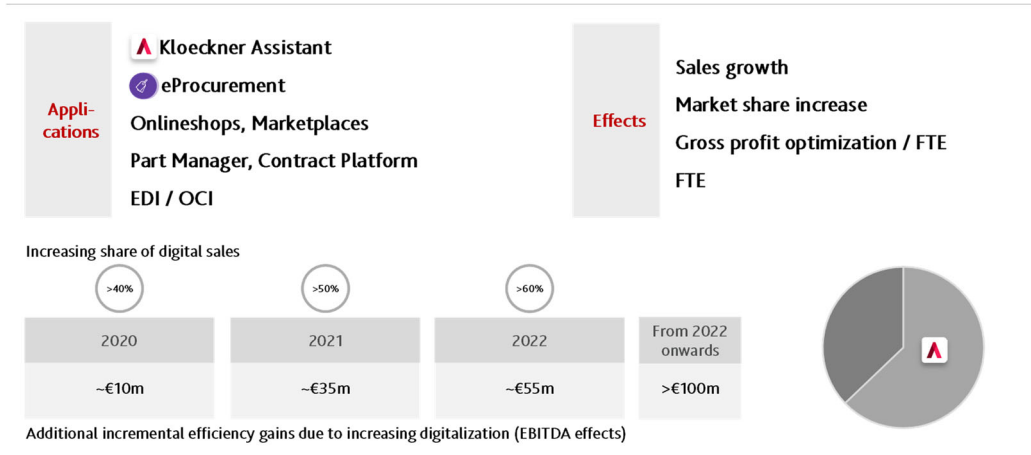 Appli-
cations
Kloeckner Assistant
eProcurement
Onlineshops, Marketplaces
Part Manager, Contract Platform
EDI / OCI
Effects
Sales growth
Market share increase
Gross profit optimization / FTE
FTE
Increasing share of digital sales
>40%
>50%
>60%
2020
2021
2022
From 2022
onwards
~€10m
~€35m
~€55m
>€100m
Additional incremental efficiency gains due to increasing digitalization (EBITDA effects)